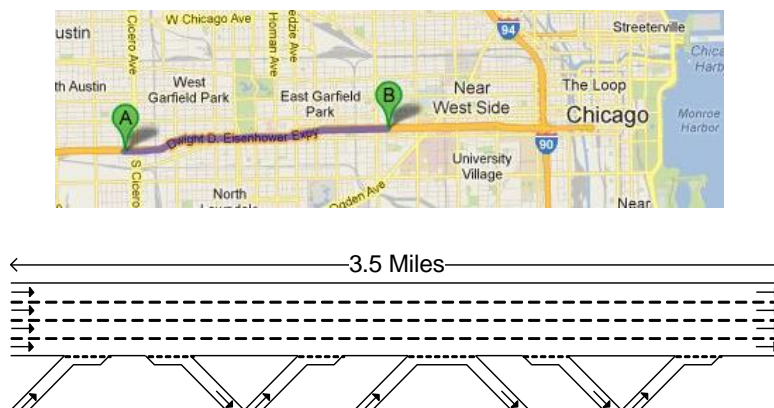 W Chicago Ave
94
Streeterville
ustin
N Cicero Ave
Homan Ave
edzie Ave
th Austin
West
Garfield Park
East Garfield
Park
B
A
Near
West Side
The Loop
Chicago
Chica
Harb
Monroe
Harbor
Dwight D. Eisenhower Expy
90
University
Village
S Cicero
North
Ogden Ave
Near
3.5 Miles